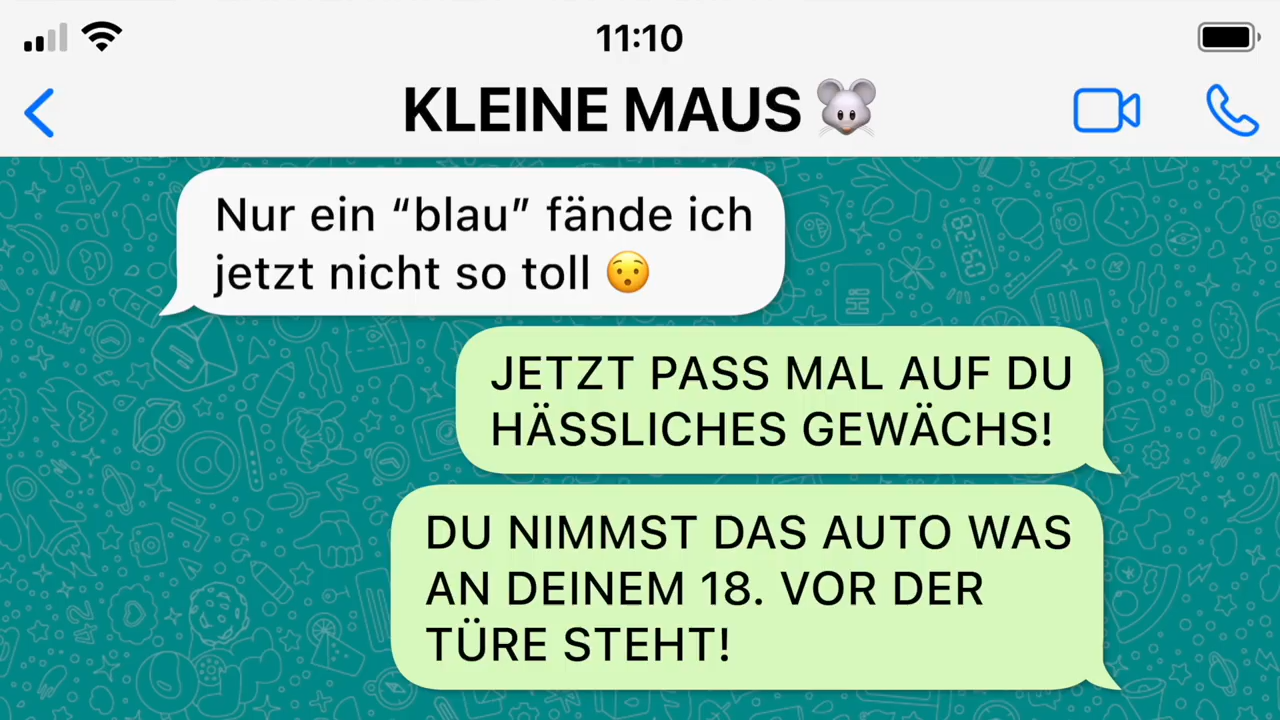 11:10
KLEINE MAUS 🐭
Nur ein “blau” fände ich
jetzt nicht so toll 😯
JETZT PASS MAL AUF DU
HÄSSLICHES GEWÄCHS!
DU NIMMST DAS AUTO WAS
AN DEINEM 18. VOR DER
TÜRE STEHT!